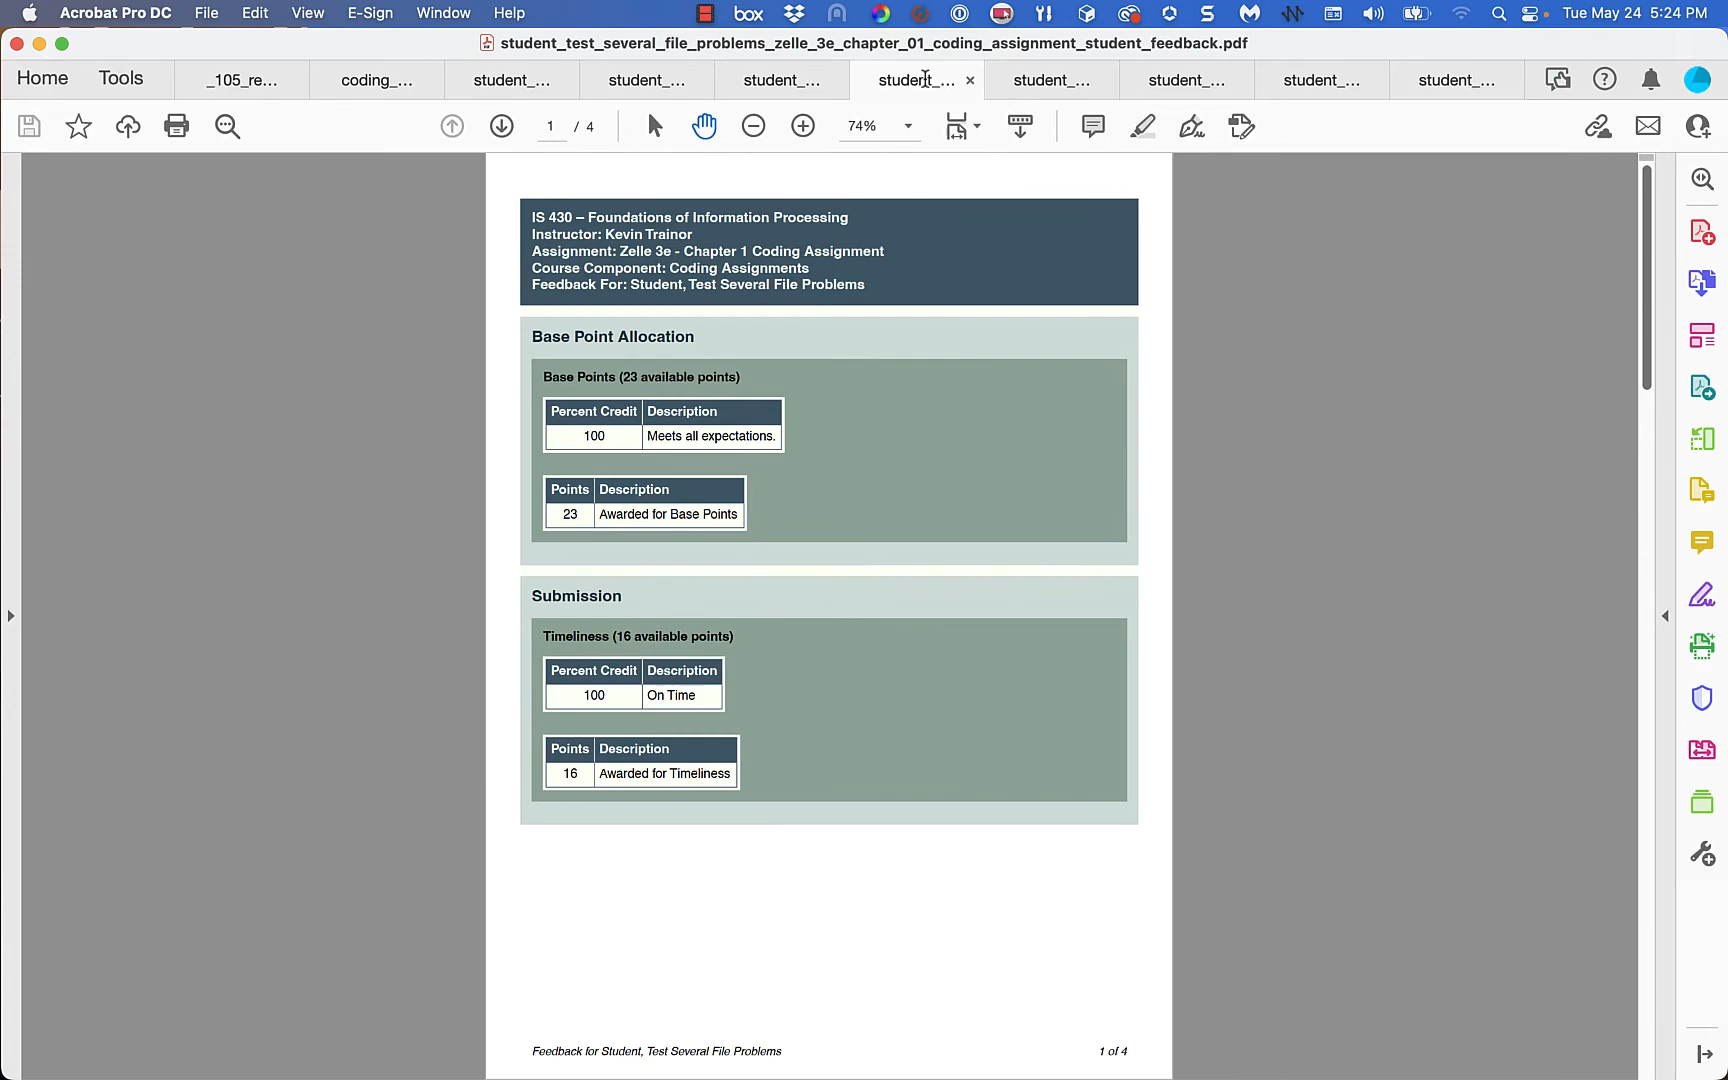 Acrobat Pro DC File Edit View E-Sign Window Help box Tue May 24 5:24 PM
student_test_several_file_problems_zelle_3e_chapter_01_coding_assignment_student_feedback.pdf
Home Tools _105_re... coding_... student_... student_... student_... student_... student_... student_... student_... student_...
1 / 4 74%
IS 430 – Foundations of Information Processing
Instructor: Kevin Trainor
Assignment: Zelle 3e - Chapter 1 Coding Assignment
Course Component: Coding Assignments
Feedback For: Student, Test Several File Problems
Base Point Allocation
Base Points (23 available points)
Percent Credit Description
100 Meets all expectations.
Points Description
23 Awarded for Base Points
Submission
Timeliness (16 available points)
Percent Credit Description
100 On Time
Points Description
16 Awarded for Timeliness
Feedback for Student, Test Several File Problems 1 of 4